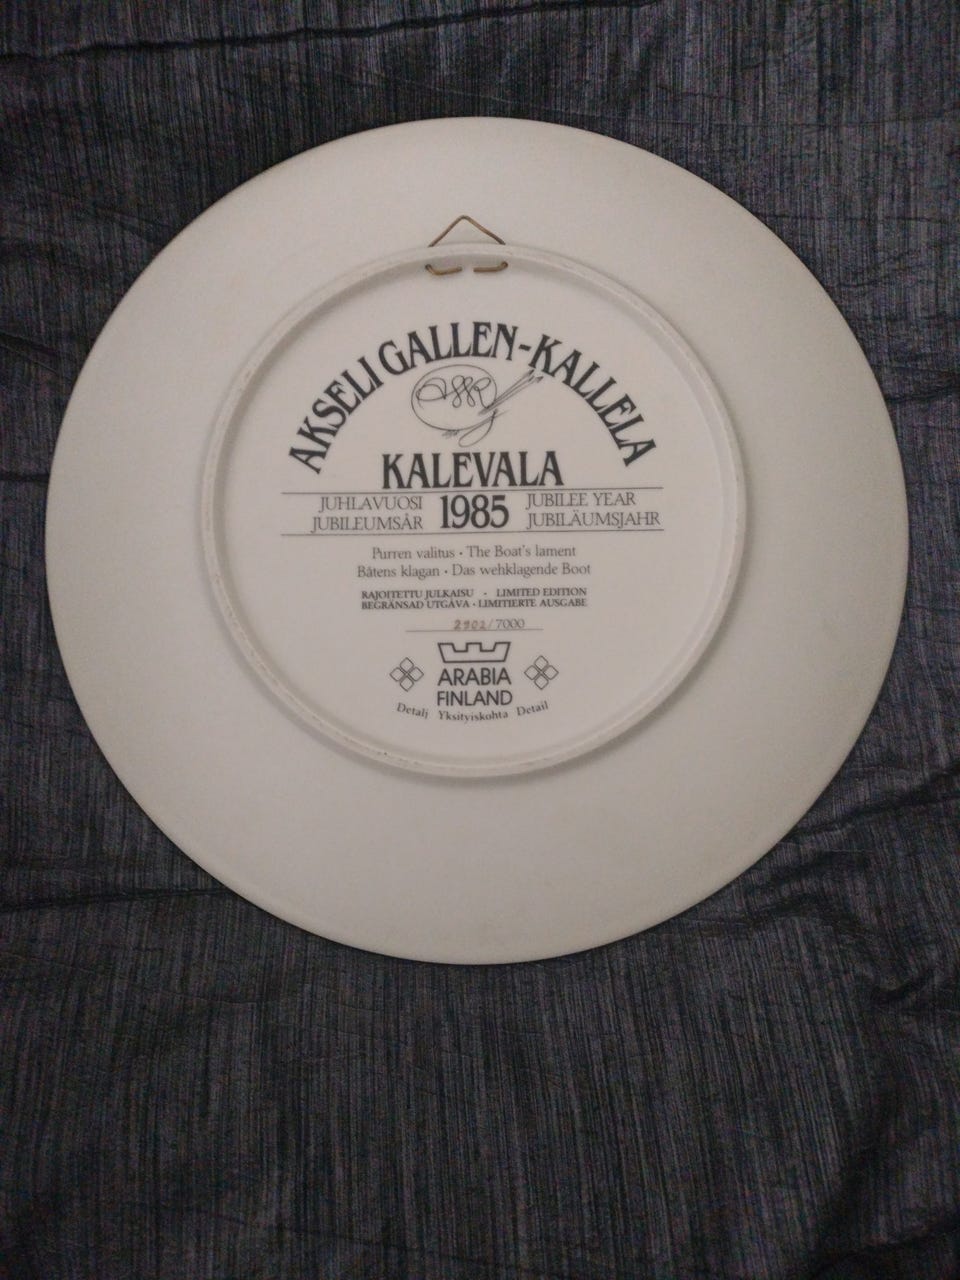 AKSELI GALLEN-KALLELA
KALEVALA
JUHLAVUOSI 1985 JUBILEE YEAR
JUBILEUMSÅR JUBILÄUMSJAHR
Purren valitus · The Boat's lament
Båtens klagan · Das wehklagende Boot
RAJOITETTU JULKAISU · LIMITED EDITION
BEGRÄNSAD UTGÅVA · LIMITIERTE AUSGABE
2902/7000
ARABIA
FINLAND
Detalj Yksityiskohta Detail